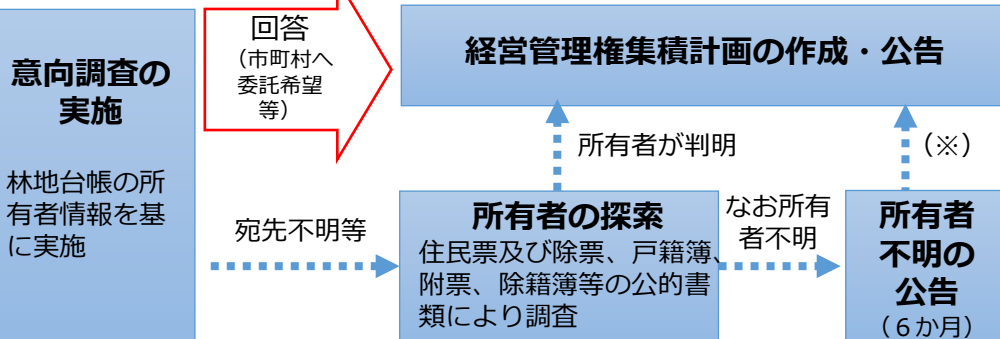 意向調査の
実施
林地台帳の所
有者情報を基
に実施
回答
（市町村へ
委託希望
等）
経営管理権集積計画の作成・公告
所有者が判明
（※）
宛先不明等
所有者の探索
住民票及び除票、戸籍簿、
附票、除籍簿等の公的書
類により調査
なお所有
者不明
所有者
不明の
公告
（６か月）